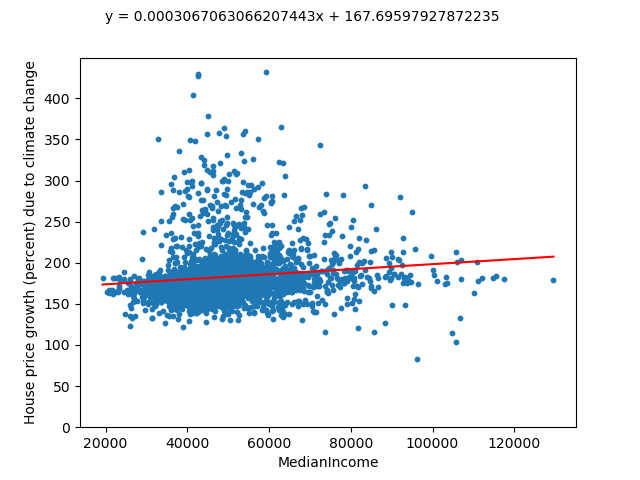 y = 0.0003067063066207443x + 167.69597927872235
House price growth (percent) due to climate change
400
350
300
250
200
150
100
50
0
20000 40000 60000 80000 100000 120000
MedianIncome